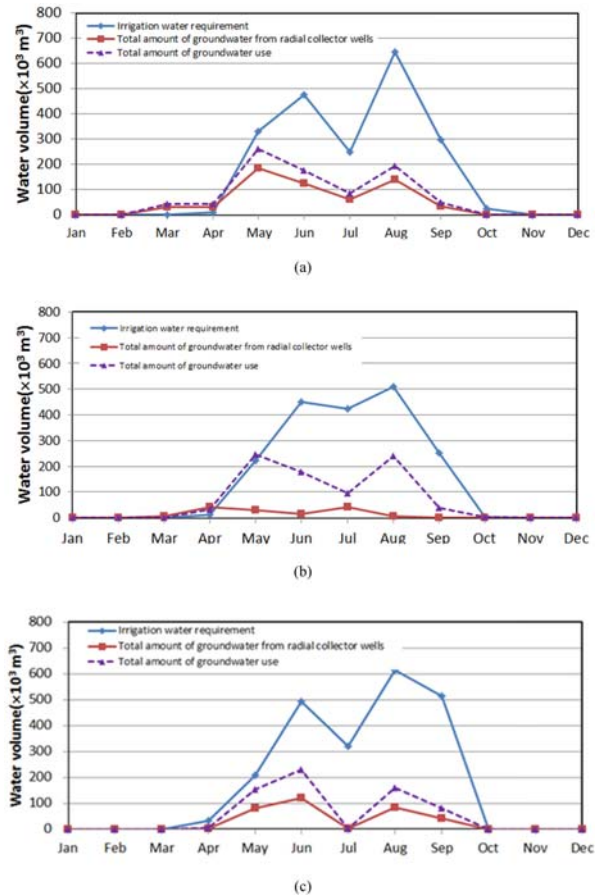 800
Irrigation water requirement
700
Total amount of groundwater from radial collector wells
600
Total amount of groundwater use
500
400
300
200
100
0
Water volume(×10³ m³)
Jan Feb Mar Apr May Jun Jul Aug Sep Oct Nov Dec
(a)
800
700
Irrigation water requirement
600
Total amount of groundwater from radial collector wells
Total amount of groundwater use
500
400
300
200
100
0
Water volume(×10³ m³)
Jan Feb Mar Apr May Jun Jul Aug Sep Oct Nov Dec
(b)
800
Irrigation water requirement
700
Total amount of groundwater from radial collector wells
Total amount of groundwater use
600
500
400
300
200
100
0
Water volume(×10³ m³)
Jan Feb Mar Apr May Jun Jul Aug Sep Oct Nov Dec
(c)